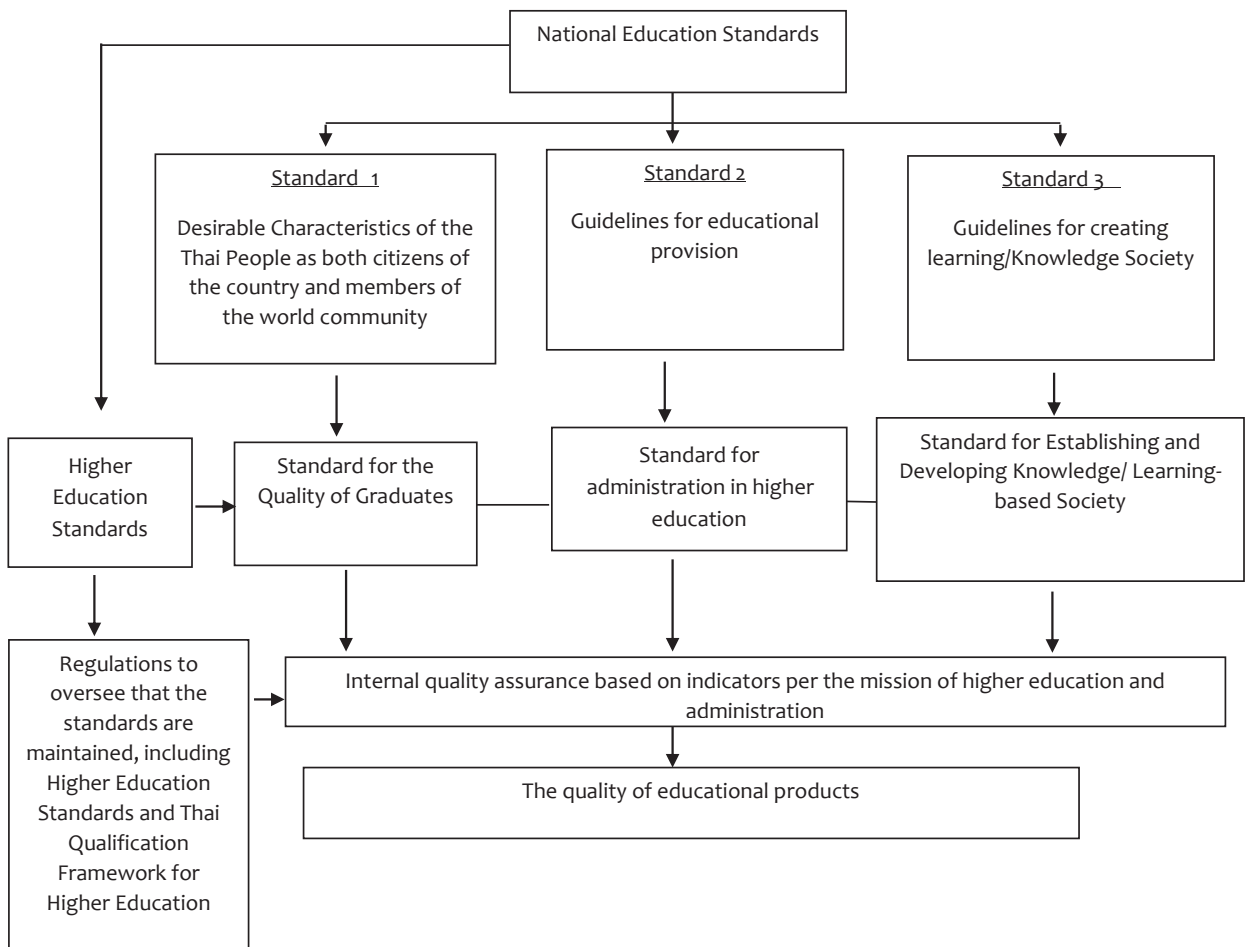 National Education Standards
Standard 1
Desirable Characteristics of the
Thai People as both citizens of
the country and members of
the world community
Standard 2
Guidelines for educational
provision
Standard 3
Guidelines for creating
learning/Knowledge Society
Higher
Education
Standards
Standard for the
Quality of Graduates
Standard for
administration in higher
education
Standard for Establishing and
Developing Knowledge/ Learning-
based Society
Regulations to
oversee that the
standards are
maintained, including
Higher Education
Standards and Thai
Qualification
Framework for
Higher Education
Internal quality assurance based on indicators per the mission of higher education and
administration
The quality of educational products